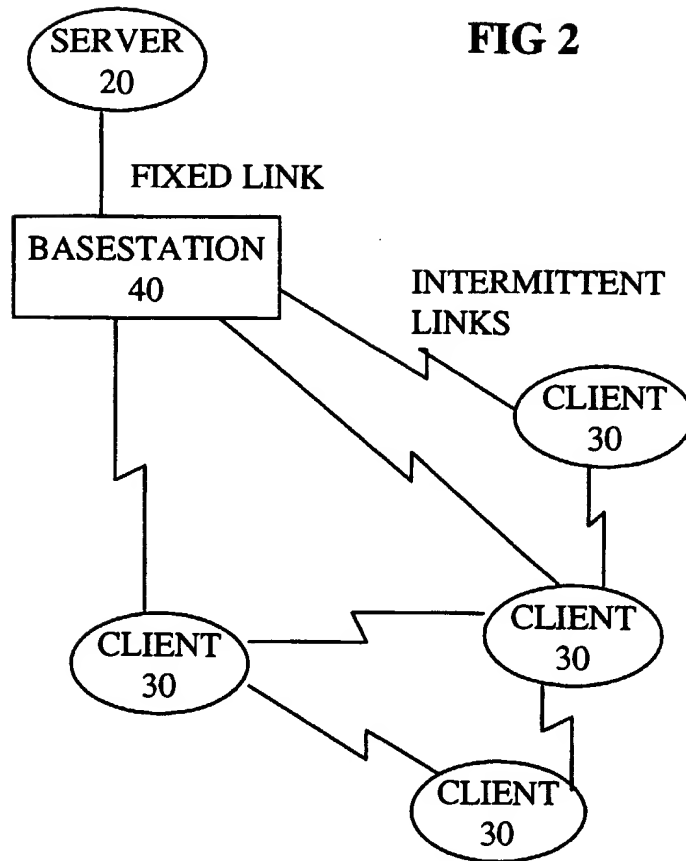 FIG 2
SERVER
20
FIXED LINK
BASESTATION
40
INTERMITTENT
LINKS
CLIENT
30
CLIENT
30
CLIENT
30
CLIENT
30